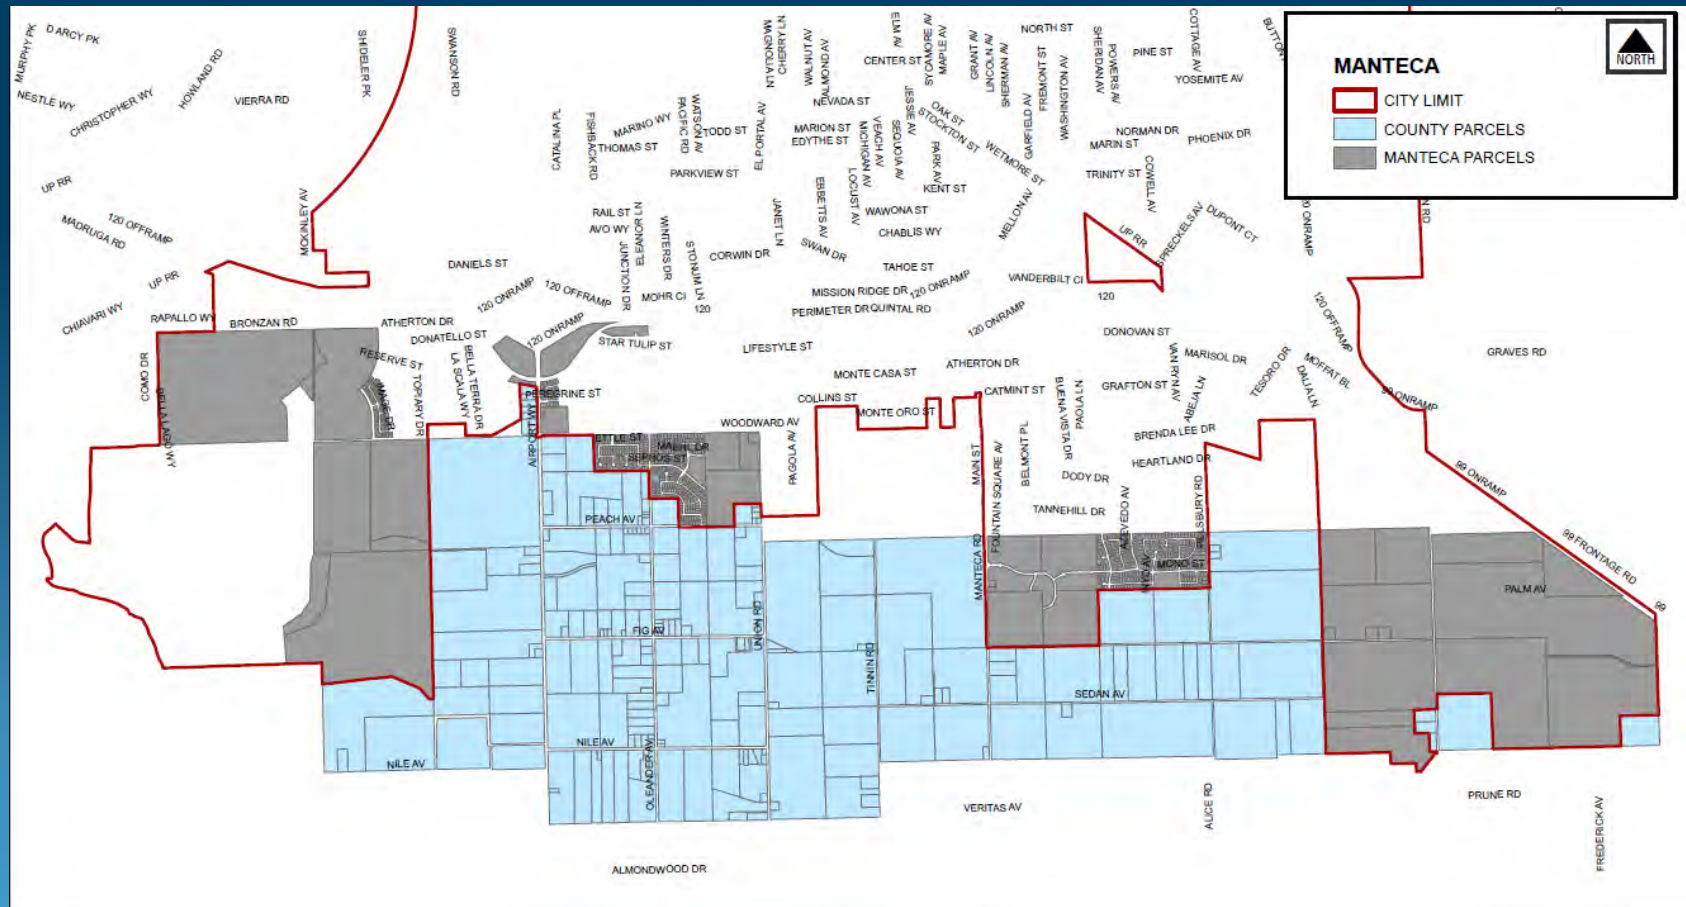 MANTECA
NORTH
CITY LIMIT
COUNTY PARCELS
MANTECA PARCELS
MURPHY PK
D ARCY PK
NESTLE WY
CHRISTOPHER WY
HOWLAND RD
VIERRA RD
SHIDELER PK
SWANSON RD
UP RR
MADRUGA RD
120 OFFRAMP
MCKINLEY AV
UP RR
CHIAVARI WY
RAPALLO WY
BRONZAN RD
COMO DR
BELLA LAGO WY
CATALINA PL
FISHBACK RD
MARINO WY
THOMAS ST
PACIFIC RD
WATSON AV
TODD ST
PARKVIEW ST
EL PORTAL AV
MAGNOLIA LN
CHERRY LN
WALNUT AV
ALMOND AV
ELM AV
CENTER ST
SYCAMORE AV
MAPLE AV
GRANT AV
LINCOLN AV
SHERMAN AV
NORTH ST
FREMONT ST
WASHINGTON AV
SHERIDAN AV
POWERS AV
PINE ST
COTTAGE AV
YOSEMITE AV
NEVADA ST
MARION ST
EDYTHE ST
MICHIGAN AV
VEACH AV
SEQUOIA AV
JESSIE AV
OAK ST
STOCKTON ST
WETMORE ST
GARFIELD AV
PARK AV
KENT ST
NORMAN DR
MARIN ST
PHOENIX DR
TRINITY ST
COWELL AV
LOCUST AV
EBBETTS AV
WAWONA ST
CHABLIS WY
MELLON AV
UP RR
SPRECKELS AV
DUPONT CT
RAIL ST
AVO WY
JUNCTION DR
ELEANOR LN
WINTERS DR
STONUM LN
CORWIN DR
JANET LN
SWAN DR
TAHOE ST
DANIELS ST
120 ONRAMP
120 OFFRAMP
MOHR CI
120
MISSION RIDGE DR
120 ONRAMP
PERIMETER DR
QUINTAL RD
VANDERBILT CI
120
120 ONRAMP
ATHERTON DR
DONATELLO ST
120 ONRAMP
STAR TULIP ST
LIFESTYLE ST
120 ONRAMP
DONOVAN ST
120 OFFRAMP
GRAVES RD
RESERVE ST
IMAGE DR
TOPIARY DR
LA SCALA WY
BELLA TERRA DR
PEREGRINE ST
MONTE CASA ST
ATHERTON DR
CATMINT ST
COLLINS ST
MONTE ORO ST
GRAFTON ST
VAN RYN AV
MARISOL DR
ABEJA LN
TESORO DR
MOFFAT BL
DALIA LN
99 ONRAMP
AIRPORT WY
WOODWARD AV
PAGOLA AV
ETTLE ST
SEPHOS ST
MAIN ST
FOUNTAIN SQUARE AV
BELMONT PL
BUENA VISTA DR
PAOLA LN
BRENDA LEE DR
HEARTLAND DR
DODY DR
TANNEHILL DR
ACEVEDO AV
PILLSBURY RD
99 ONRAMP
99 FRONTAGE RD
99
PEACH AV
FIG AV
UNION RD
TINNIN RD
MANTECA RD
INYO AV
MONO ST
PALM AV
SEDAN AV
NILE AV
NILE AV
OLEANDER AV
VERITAS AV
ALICE RD
PRUNE RD
FREDERICK AV
ALMONDWOOD DR